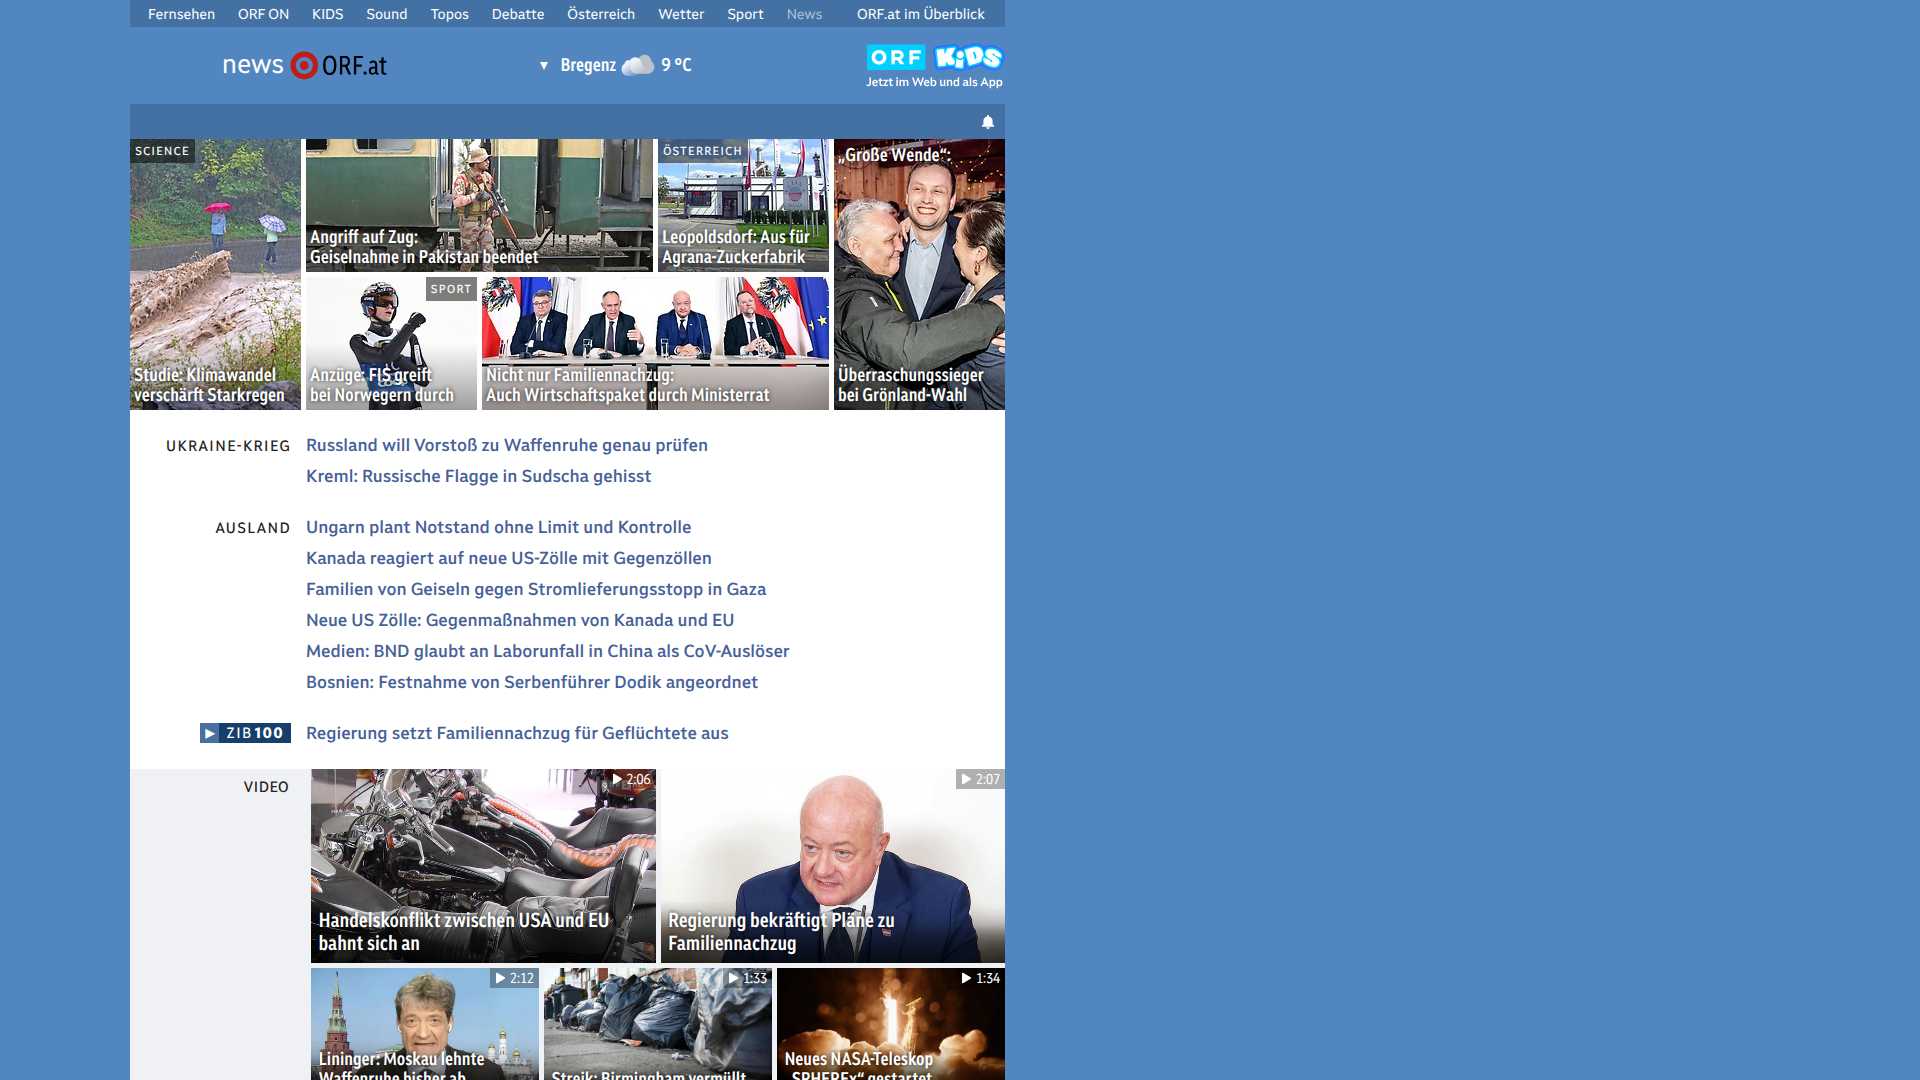 Fernsehen ORF ON KIDS Sound Topos Debatte Österreich Wetter Sport News ORF.at im Überblick
news ORF.at
▼ Bregenz 9 °C
ORF KiDS
Jetzt im Web und als App
SCIENCE
Studie: Klimawandel
verschärft Starkregen
Angriff auf Zug:
Geiselnahme in Pakistan beendet
ÖSTERREICH
Leopoldsdorf: Aus für
Agrana-Zuckerfabrik
„Große Wende“:
Überraschungssieger
bei Grönland-Wahl
SPORT
Anzüge: FIS greift
bei Norwegern durch
Nicht nur Familiennachzug:
Auch Wirtschaftspaket durch Ministerrat
UKRAINE-KRIEG
Russland will Vorstoß zu Waffenruhe genau prüfen
Kreml: Russische Flagge in Sudscha gehisst
AUSLAND
Ungarn plant Notstand ohne Limit und Kontrolle
Kanada reagiert auf neue US-Zölle mit Gegenzöllen
Familien von Geiseln gegen Stromlieferungsstopp in Gaza
Neue US Zölle: Gegenmaßnahmen von Kanada und EU
Medien: BND glaubt an Laborunfall in China als CoV-Auslöser
Bosnien: Festnahme von Serbenführer Dodik angeordnet
ZIB100
Regierung setzt Familiennachzug für Geflüchtete aus
VIDEO
2:06
Handelskonflikt zwischen USA und EU
bahnt sich an
2:07
Regierung bekräftigt Pläne zu
Familiennachzug
2:12
Lininger: Moskau lehnte
Waffenruhe bisher ab
1:33
Streik: Birmingham vermüllt
1:34
Neues NASA-Teleskop
„SPHEREx“ gestartet